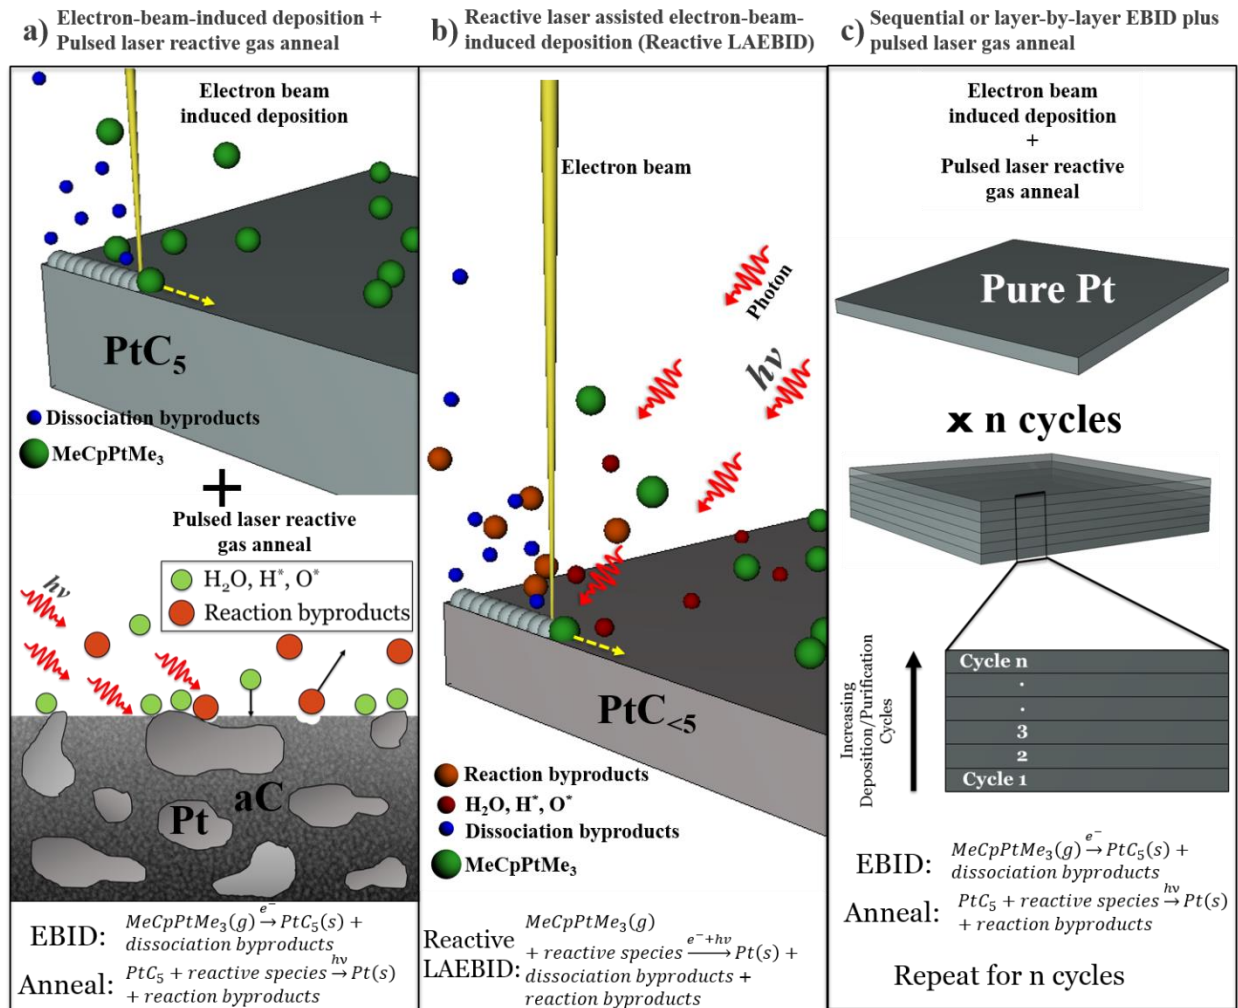 a) Electron-beam-induced deposition +
Pulsed laser reactive gas anneal
Electron beam
induced deposition
PtC₅
Dissociation byproducts
MeCpPtMe₃
+
Pulsed laser reactive
gas anneal
H₂O, H*, O*
Reaction byproducts
hν
aC
Pt
EBID: MeCpPtMe₃(g) e⁻→ PtC₅(s) +
dissociation byproducts
Anneal: PtC₅ + reactive species hν→ Pt(s)
+ reaction byproducts
b) Reactive laser assisted electron-beam-
induced deposition (Reactive LAEBID)
Electron beam
Photon
hν
PtC<₅
Reaction byproducts
H₂O, H*, O*
Dissociation byproducts
MeCpPtMe₃
Reactive LAEBID: MeCpPtMe₃(g)
+ reactive species e⁻+hν→ Pt(s) +
dissociation byproducts +
reaction byproducts
c) Sequential or layer-by-layer EBID plus
pulsed laser gas anneal
Electron beam
induced deposition
+
Pulsed laser reactive
gas anneal
Pure Pt
x n cycles
Increasing
Deposition/Purification
Cycles
Cycle n
.
.
3
2
Cycle 1
EBID: MeCpPtMe₃(g) e⁻→ PtC₅(s) +
dissociation byproducts
Anneal: PtC₅ + reactive species hν→ Pt(s)
+ reaction byproducts
Repeat for n cycles